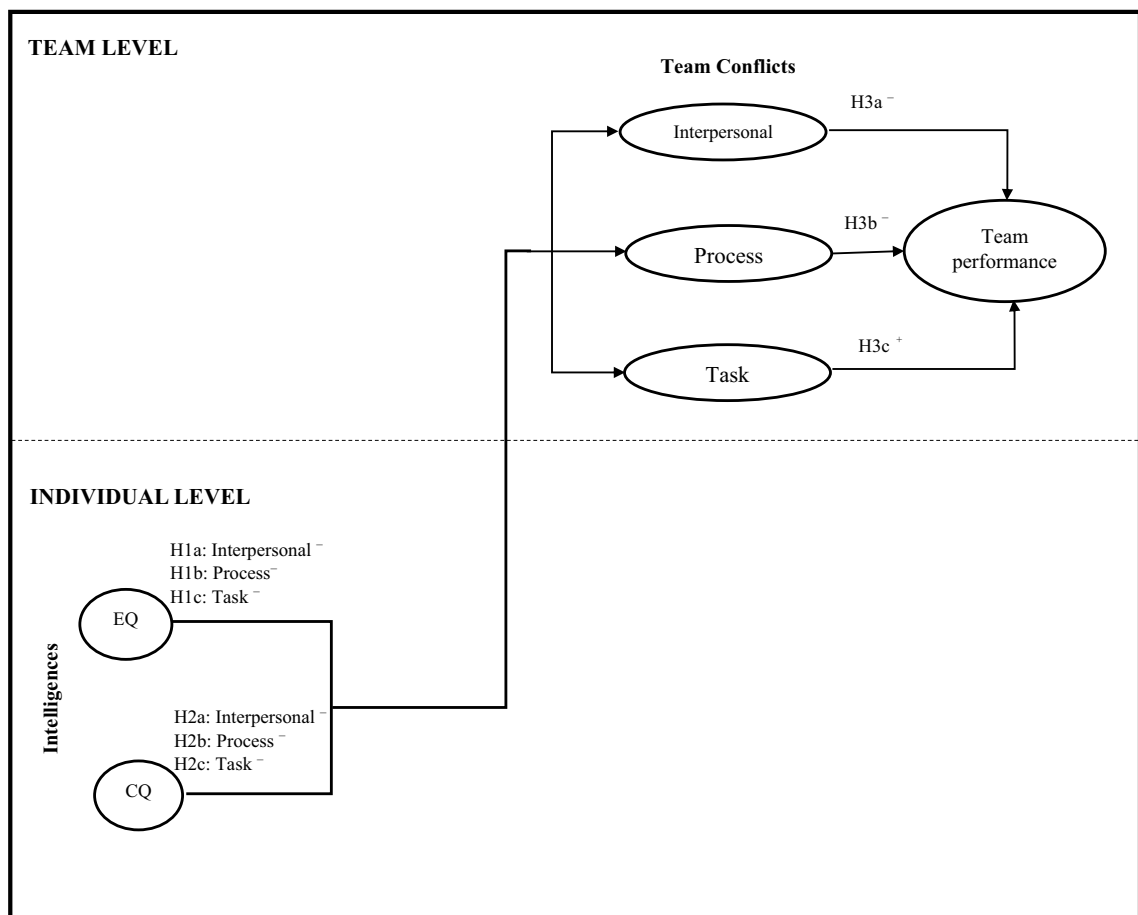 TEAM LEVEL
Team Conflicts
H3a –
Interpersonal
H3b –
Process
Team
performance
H3c +
Task
INDIVIDUAL LEVEL
H1a: Interpersonal –
H1b: Process–
H1c: Task –
EQ
Intelligences
H2a: Interpersonal –
H2b: Process –
H2c: Task –
CQ